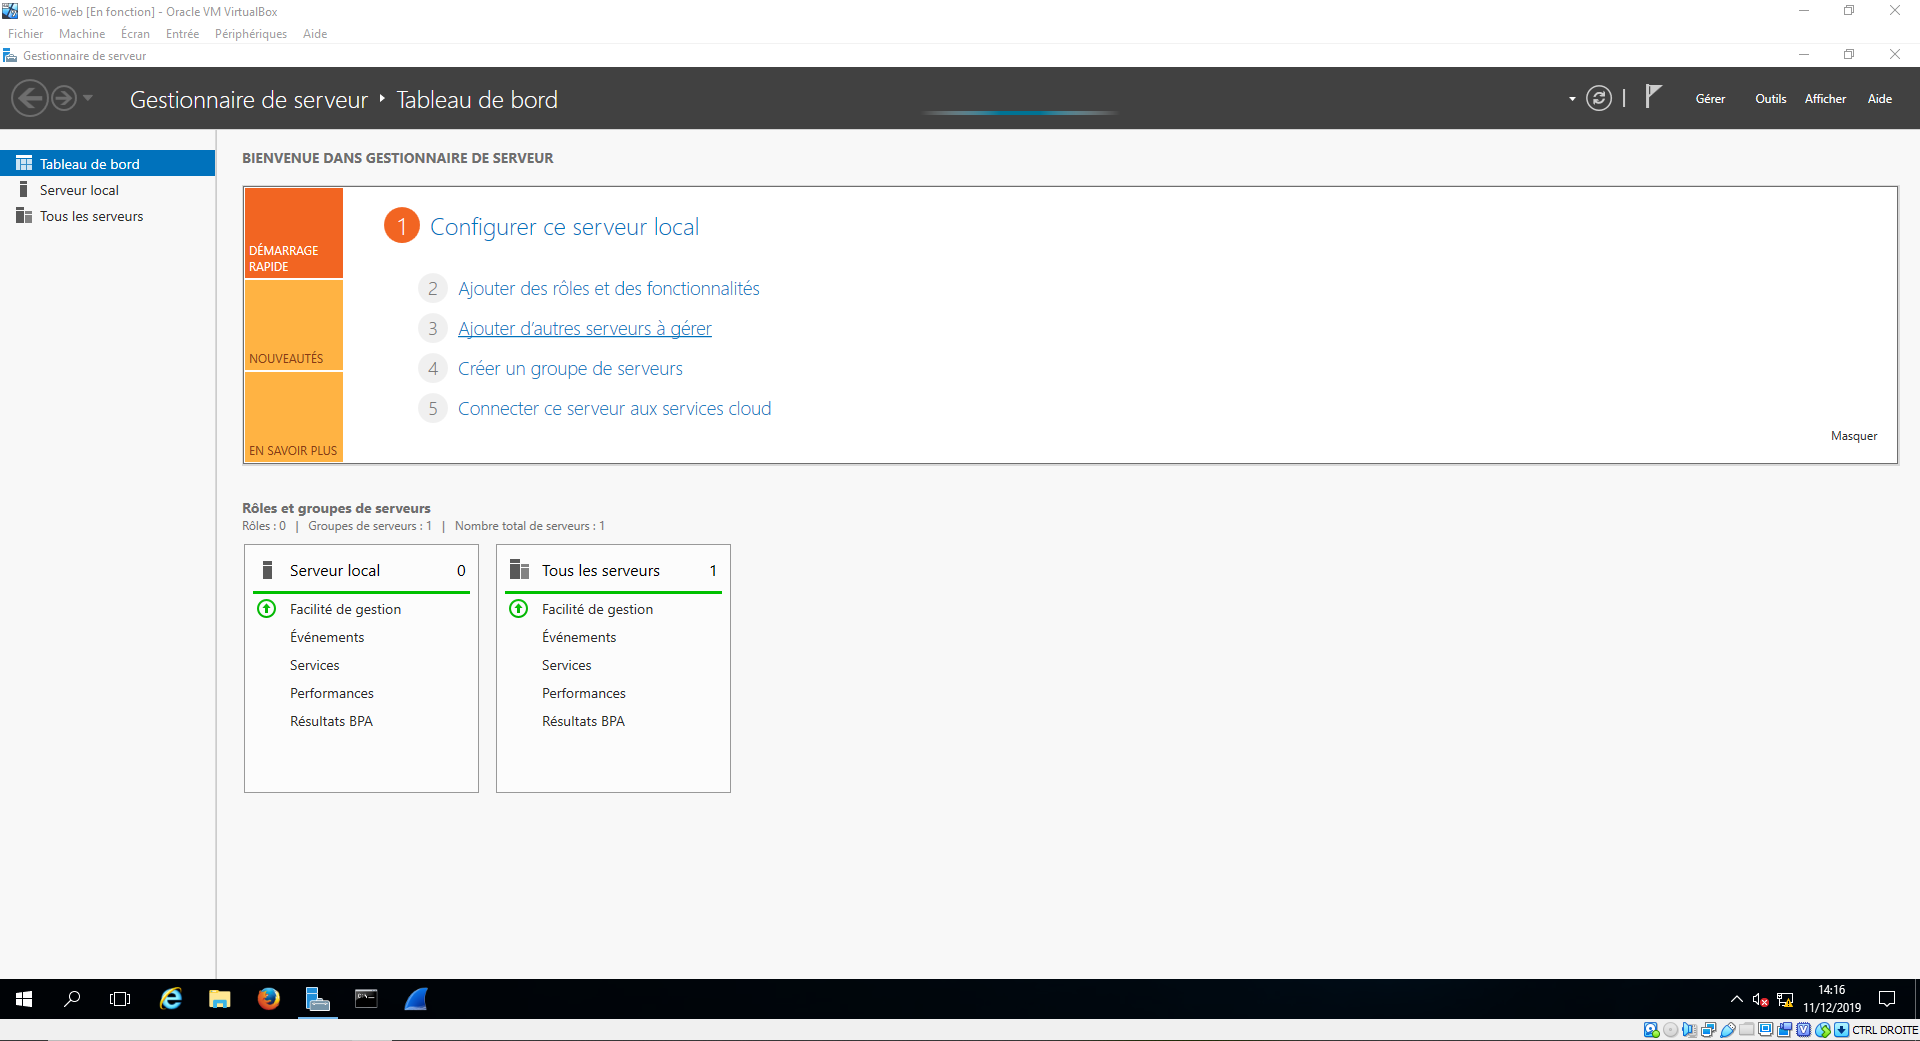 w2016-web [En fonction] - Oracle VM VirtualBox
Fichier Machine Écran Entrée Périphériques Aide
Gestionnaire de serveur
Gestionnaire de serveur Tableau de bord
Gérer Outils Afficher Aide
Tableau de bord
Serveur local
Tous les serveurs
BIENVENUE DANS GESTIONNAIRE DE SERVEUR
DÉMARRAGE
RAPIDE
NOUVEAUTÉS
EN SAVOIR PLUS
1 Configurer ce serveur local
2 Ajouter des rôles et des fonctionnalités
3 Ajouter d’autres serveurs à gérer
4 Créer un groupe de serveurs
5 Connecter ce serveur aux services cloud
Masquer
Rôles et groupes de serveurs
Rôles : 0 | Groupes de serveurs : 1 | Nombre total de serveurs : 1
Serveur local 0
Facilité de gestion
Événements
Services
Performances
Résultats BPA
Tous les serveurs 1
Facilité de gestion
Événements
Services
Performances
Résultats BPA
14:16
11/12/2019
CTRL DROITE